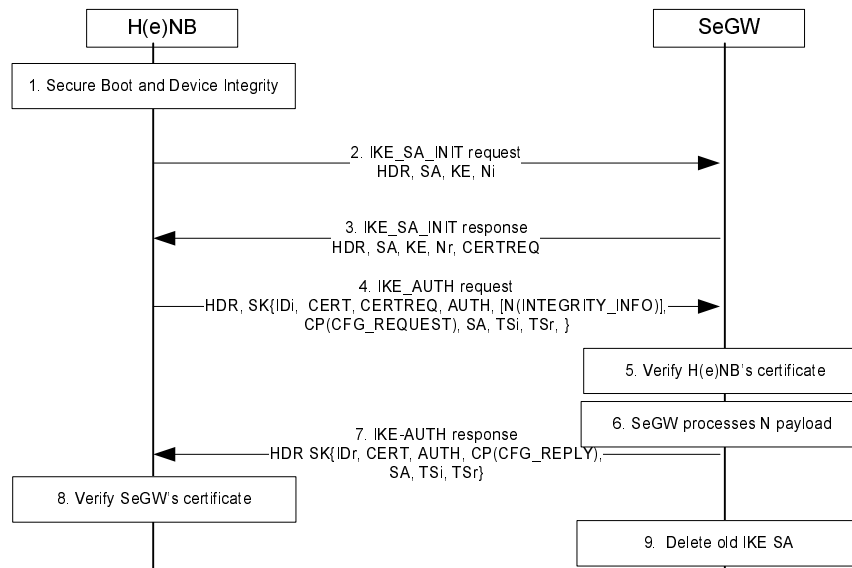 H(e)NB
SeGW
1. Secure Boot and Device Integrity
2. IKE_SA_INIT request
HDR, SA, KE, Ni
3. IKE_SA_INIT response
HDR, SA, KE, Nr, CERTREQ
4. IKE_AUTH request
HDR, SK{IDi, CERT, CERTREQ, AUTH, [N(INTEGRITY_INFO)],
CP(CFG_REQUEST), SA, TSi, TSr, }
5. Verify H(e)NB's certificate
6. SeGW processes N payload
7. IKE-AUTH response
HDR SK{IDr, CERT, AUTH, CP(CFG_REPLY),
SA, TSi, TSr}
8. Verify SeGW's certificate
9. Delete old IKE SA